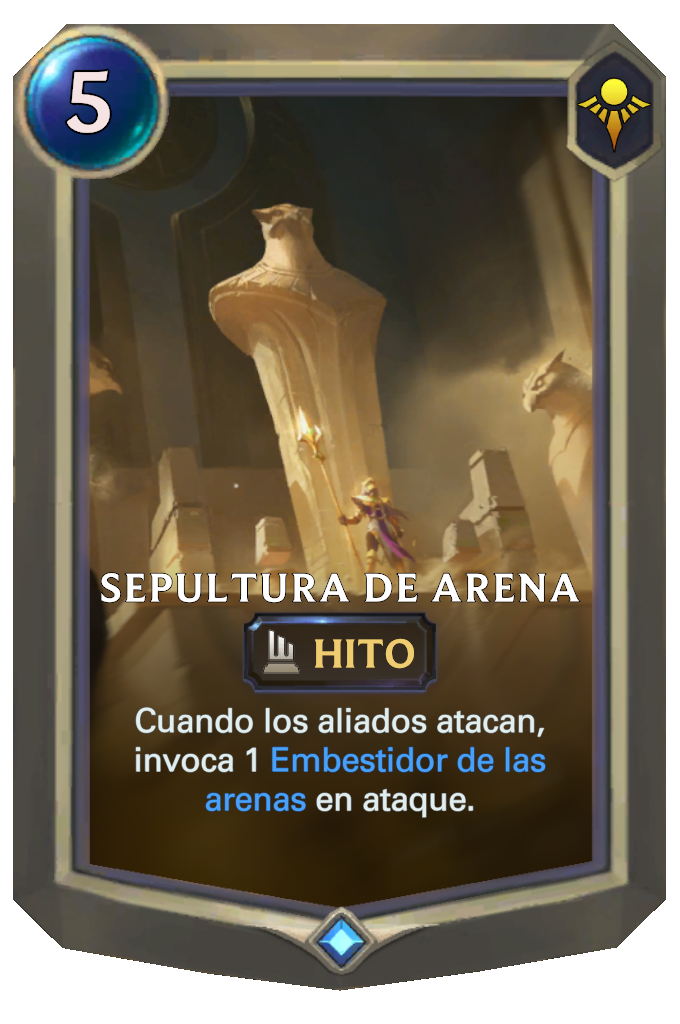 5
SEPULTURA DE ARENA
HITO
Cuando los aliados atacan,
invoca 1 Embestidor de las
arenas en ataque.